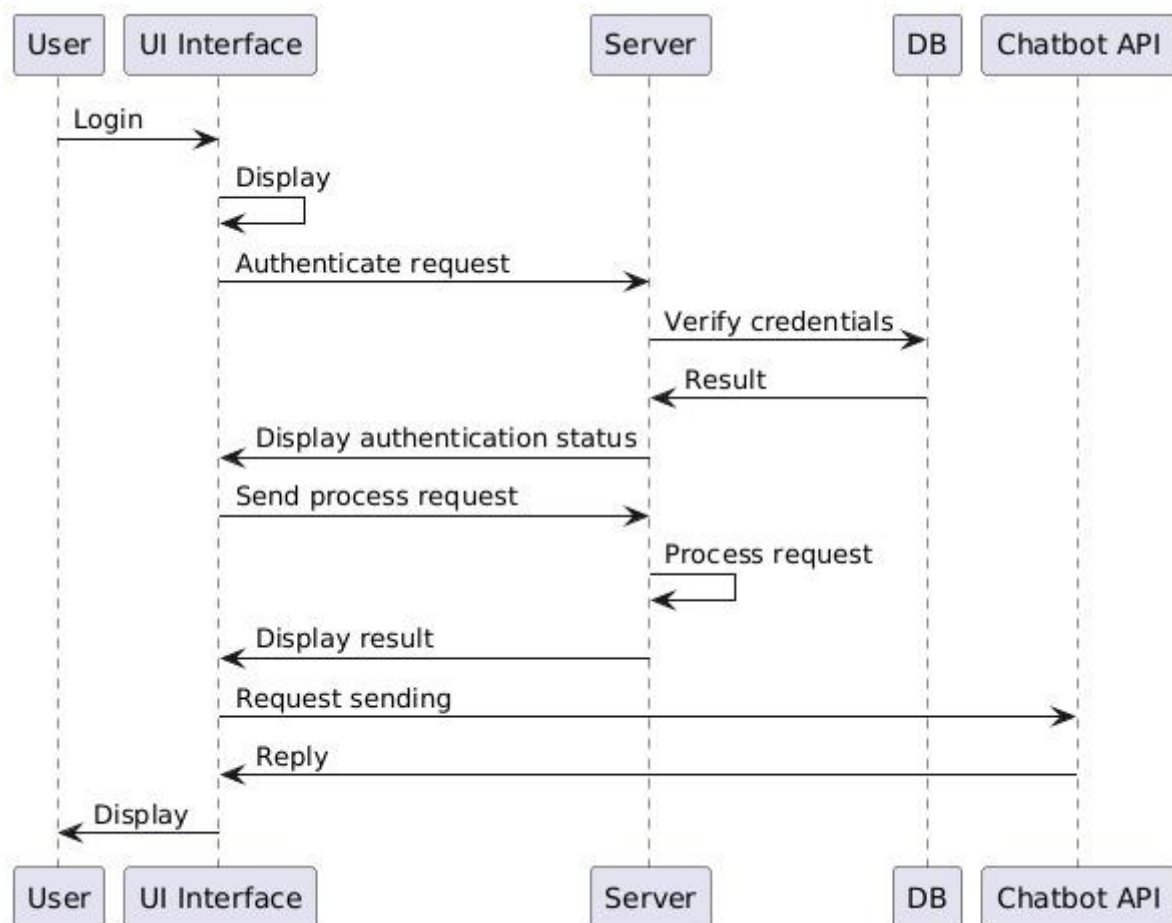 User UI Interface Server DB Chatbot API
Login
Display
Authenticate request
Verify credentials
Result
Display authentication status
Send process request
Process request
Display result
Request sending
Reply
Display
User UI Interface Server DB Chatbot API